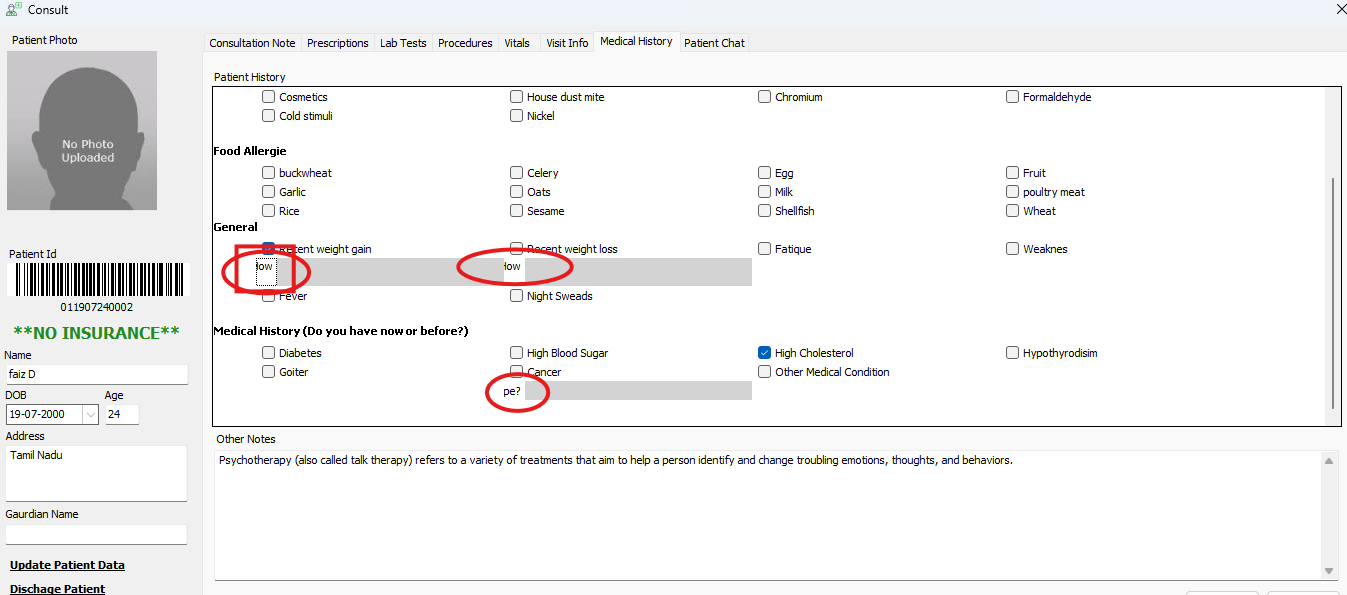 Consult
Patient Photo
No Photo
Uploaded
Patient Id
011907240002
**NO INSURANCE**
Name
faiz D
DOB Age
19-07-2000 24
Address
Tamil Nadu
Gaurdian Name
Update Patient Data
Dischage Patient
Consultation Note Prescriptions Lab Tests Procedures Vitals Visit Info Medical History Patient Chat
Patient History
Cosmetics House dust mite Chromium Formaldehyde
Cold stimuli Nickel
Food Allergie
buckwheat Celery Egg Fruit
Garlic Oats Milk poultry meat
Rice Sesame Shellfish Wheat
General
Recent weight gain Recent weight loss Fatique Weaknes
How How
Fever Night Sweads
Medical History (Do you have now or before?)
Diabetes High Blood Sugar High Cholesterol Hypothyrodisim
Goiter Cancer Other Medical Condition
pe?
Other Notes
Psychotherapy (also called talk therapy) refers to a variety of treatments that aim to help a person identify and change troubling emotions, thoughts, and behaviors.